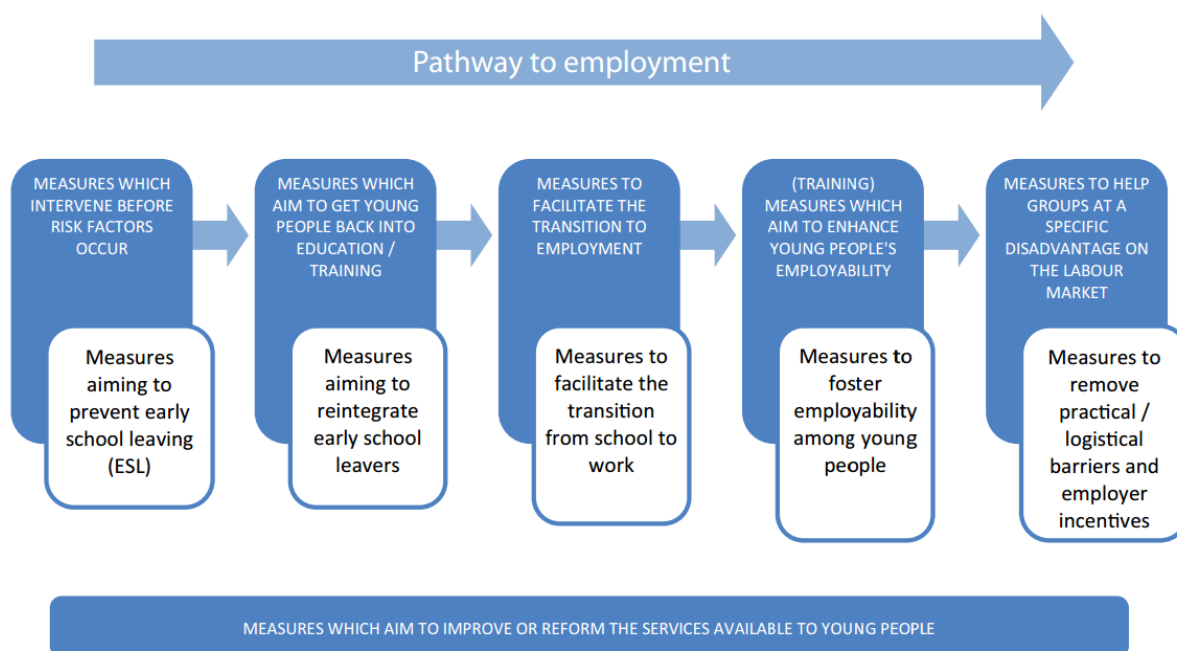 Pathway to employment
MEASURES WHICH
INTERVENE BEFORE
RISK FACTORS
OCCUR
Measures
aiming to
prevent early
school leaving
(ESL)
MEASURES WHICH
AIM TO GET YOUNG
PEOPLE BACK INTO
EDUCATION /
TRAINING
Measures
aiming to
reintegrate
early school
leavers
MEASURES TO
FACILITATE THE
TRANSITION TO
EMPLOYMENT
Measures to
facilitate the
transition
from school to
work
(TRAINING)
MEASURES WHICH
AIM TO ENHANCE
YOUNG PEOPLE'S
EMPLOYABILITY
Measures to
foster
employability
among young
people
MEASURES TO HELP
GROUPS AT A
SPECIFIC
DISADVANTAGE ON
THE LABOUR
MARKET
Measures to
remove
practical /
logistical
barriers and
employer
incentives
MEASURES WHICH AIM TO IMPROVE OR REFORM THE SERVICES AVAILABLE TO YOUNG PEOPLE